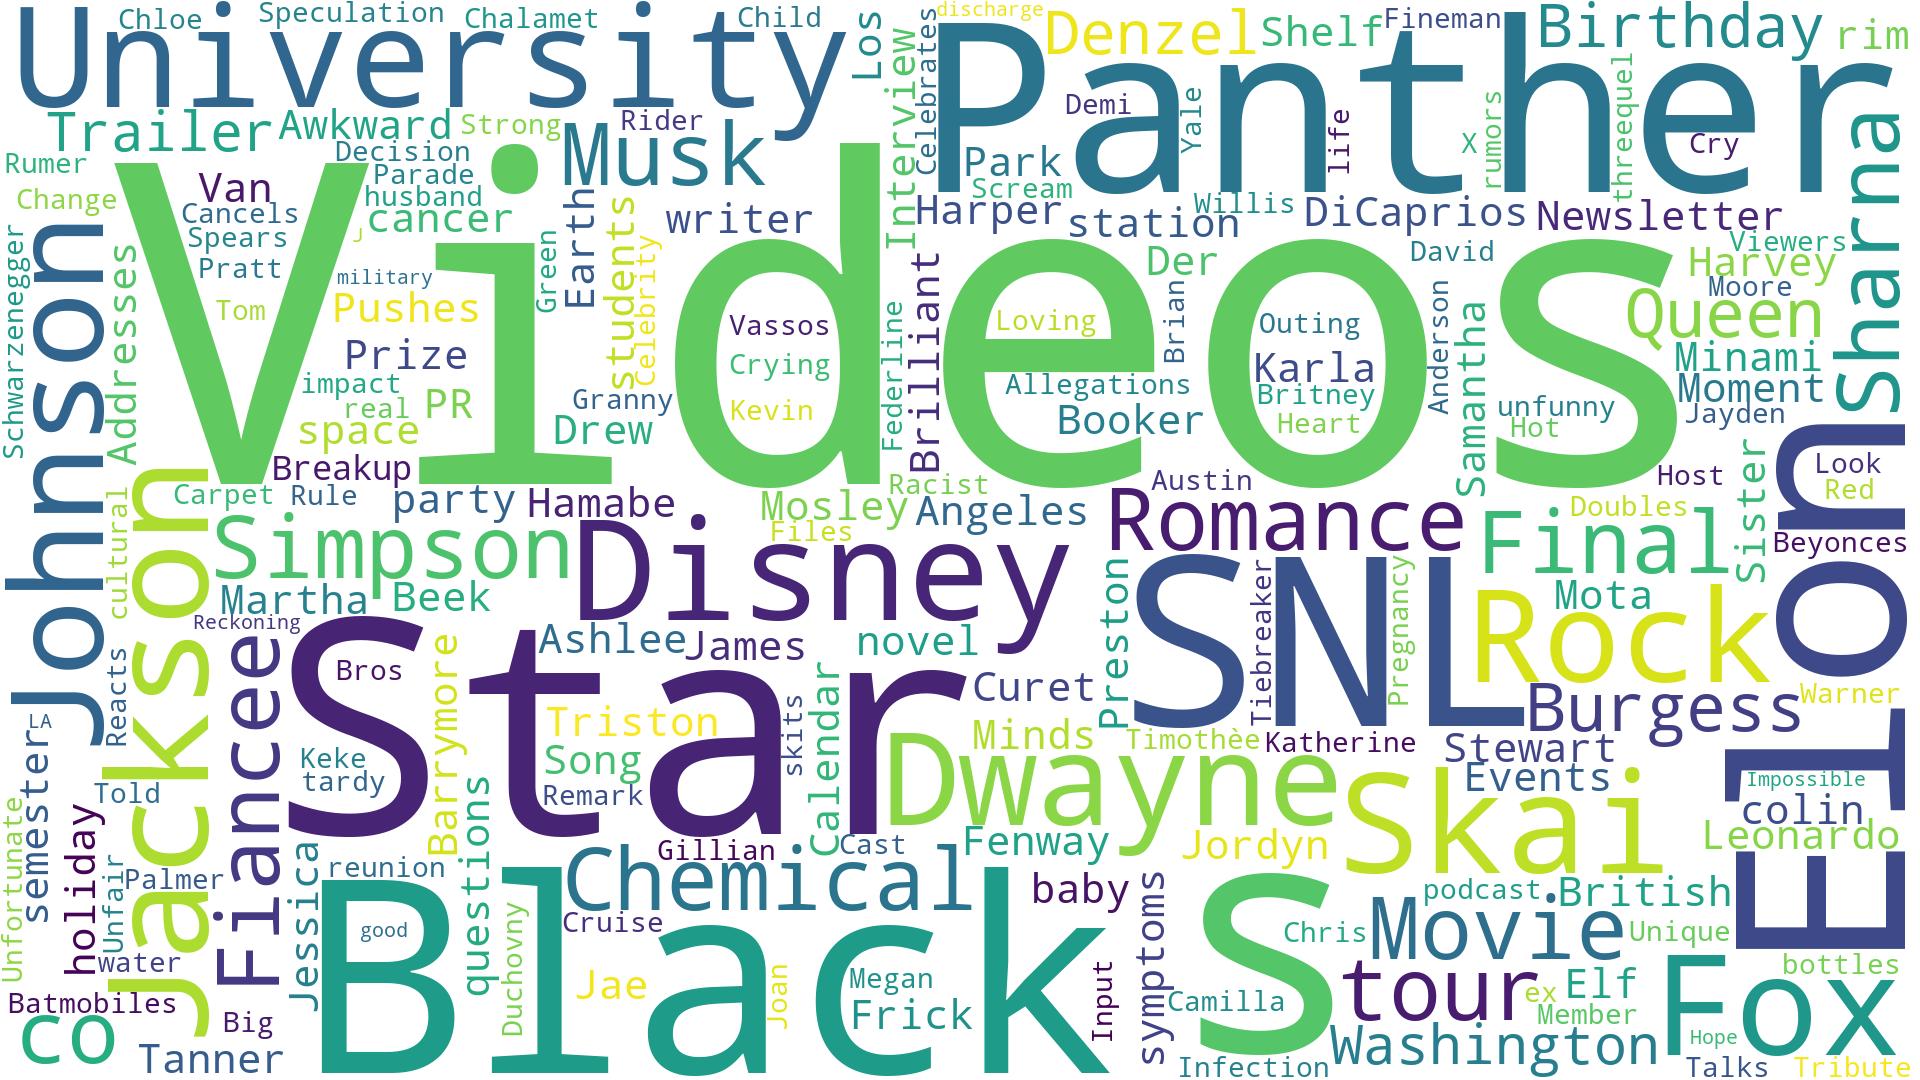 Chloe
Speculation
Chalamet
Child
Los
discharge
Denzel
Shelf
Fineman
Birthday
rim
University
Panther
Interview
Celebrates
Trailer
Awkward
Strong
Rider
Musk
Demi
Yale
life
X
rumors
threequel
Cry
Sharna
Rumer
Decision
Parade
husband
Park
Scream
Change
Van
Cancels
Spears
Pratt
cancer
J
military
Green
Earth
students
Celebrity
writer
Harper
station
Willis
DiCaprios
Newsletter
Viewers
Harvey
Moore
David
Der
Videos
Schwarzenegger
Johnson
Addresses
Tom
Pushes
Prize
impact
real
PR
space
Granny
Drew
Vassos
Crying
Kevin
Federline
Brilliant
Loving
Allegations
Booker
Brian
Outing
Karla
Britney
Heart
Anderson
Samantha
unfunny
Hot
Queen
Minami
Moment
Jayden
Breakup
Carpet
Rule
party
Hamabe
Mosley
Files
Racist
Angeles
Austin
Romance
Doubles
Final
Host
Sister
Look
Red
Beyonces
Elon
cultural
Jackson
Simpson
Disney
Martha
Beek
Reckoning
Ashlee
James
novel
Preston
SNL
Tiebreaker
Pregnancy
Rock
Mota
Burgess
Warner
Reacts
LA
Fiancee
Star
Bros
Barrymore
Triston
Song
Remark
skits
Calendar
Curet
Minds
Timothèe
Katherine
Stewart
Events
Impossible
colin
Leonardo
Keke
tardy
Told
semester
holiday
Unfortunate
Dwayne
Skai
Gillian
Cast
Fenway
Jordyn
Palmer
Unfair
water
Jessica
reunion
questions
Chemical
baby
symptoms
podcast
British
Black
good
Duchovny
Cruise
Jae
Joan
Megan
Frick
Input
S
Chris
Movie
Unique
bottles
Camilla
tour
ex
Elf
Member
Fox
Hope
Batmobiles
co
Big
Tanner
Infection
Washington
Talks
Tribute